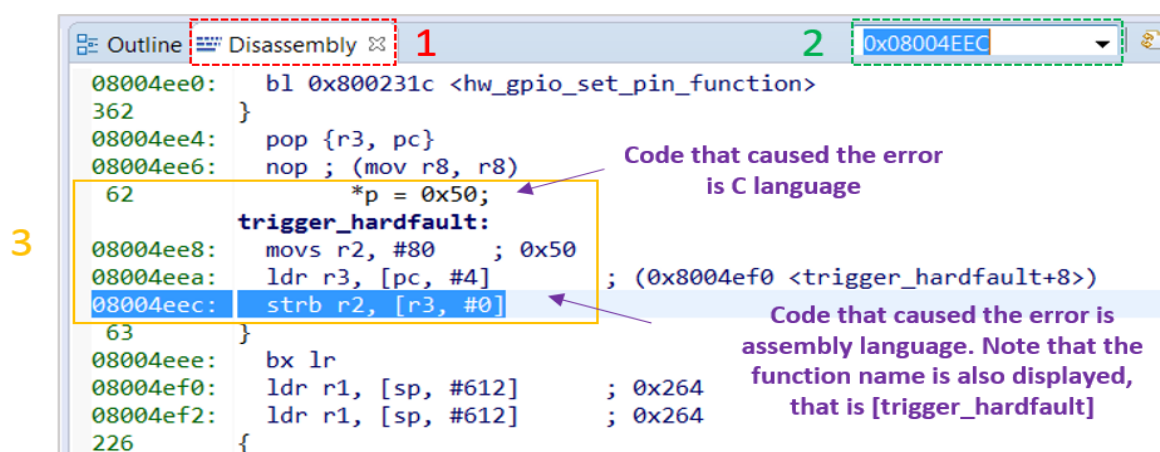 Outline Disassembly 1 2 0x08004EEC
08004ee0: bl 0x800231c <hw_gpio_set_pin_function>
362 }
08004ee4: pop {r3, pc}
08004ee6: nop ; (mov r8, r8)
Code that caused the error
is C language
62 *p = 0x50;
trigger_hardfault:
3
08004ee8: movs r2, #80 ; 0x50
08004eea: ldr r3, [pc, #4] ; (0x8004ef0 <trigger_hardfault+8>)
08004eec: strb r2, [r3, #0]
63 }
Code that caused the error is
assembly language. Note that the
function name is also displayed,
that is [trigger_hardfault]
08004eee: bx lr
08004ef0: ldr r1, [sp, #612] ; 0x264
08004ef2: ldr r1, [sp, #612] ; 0x264
226 {